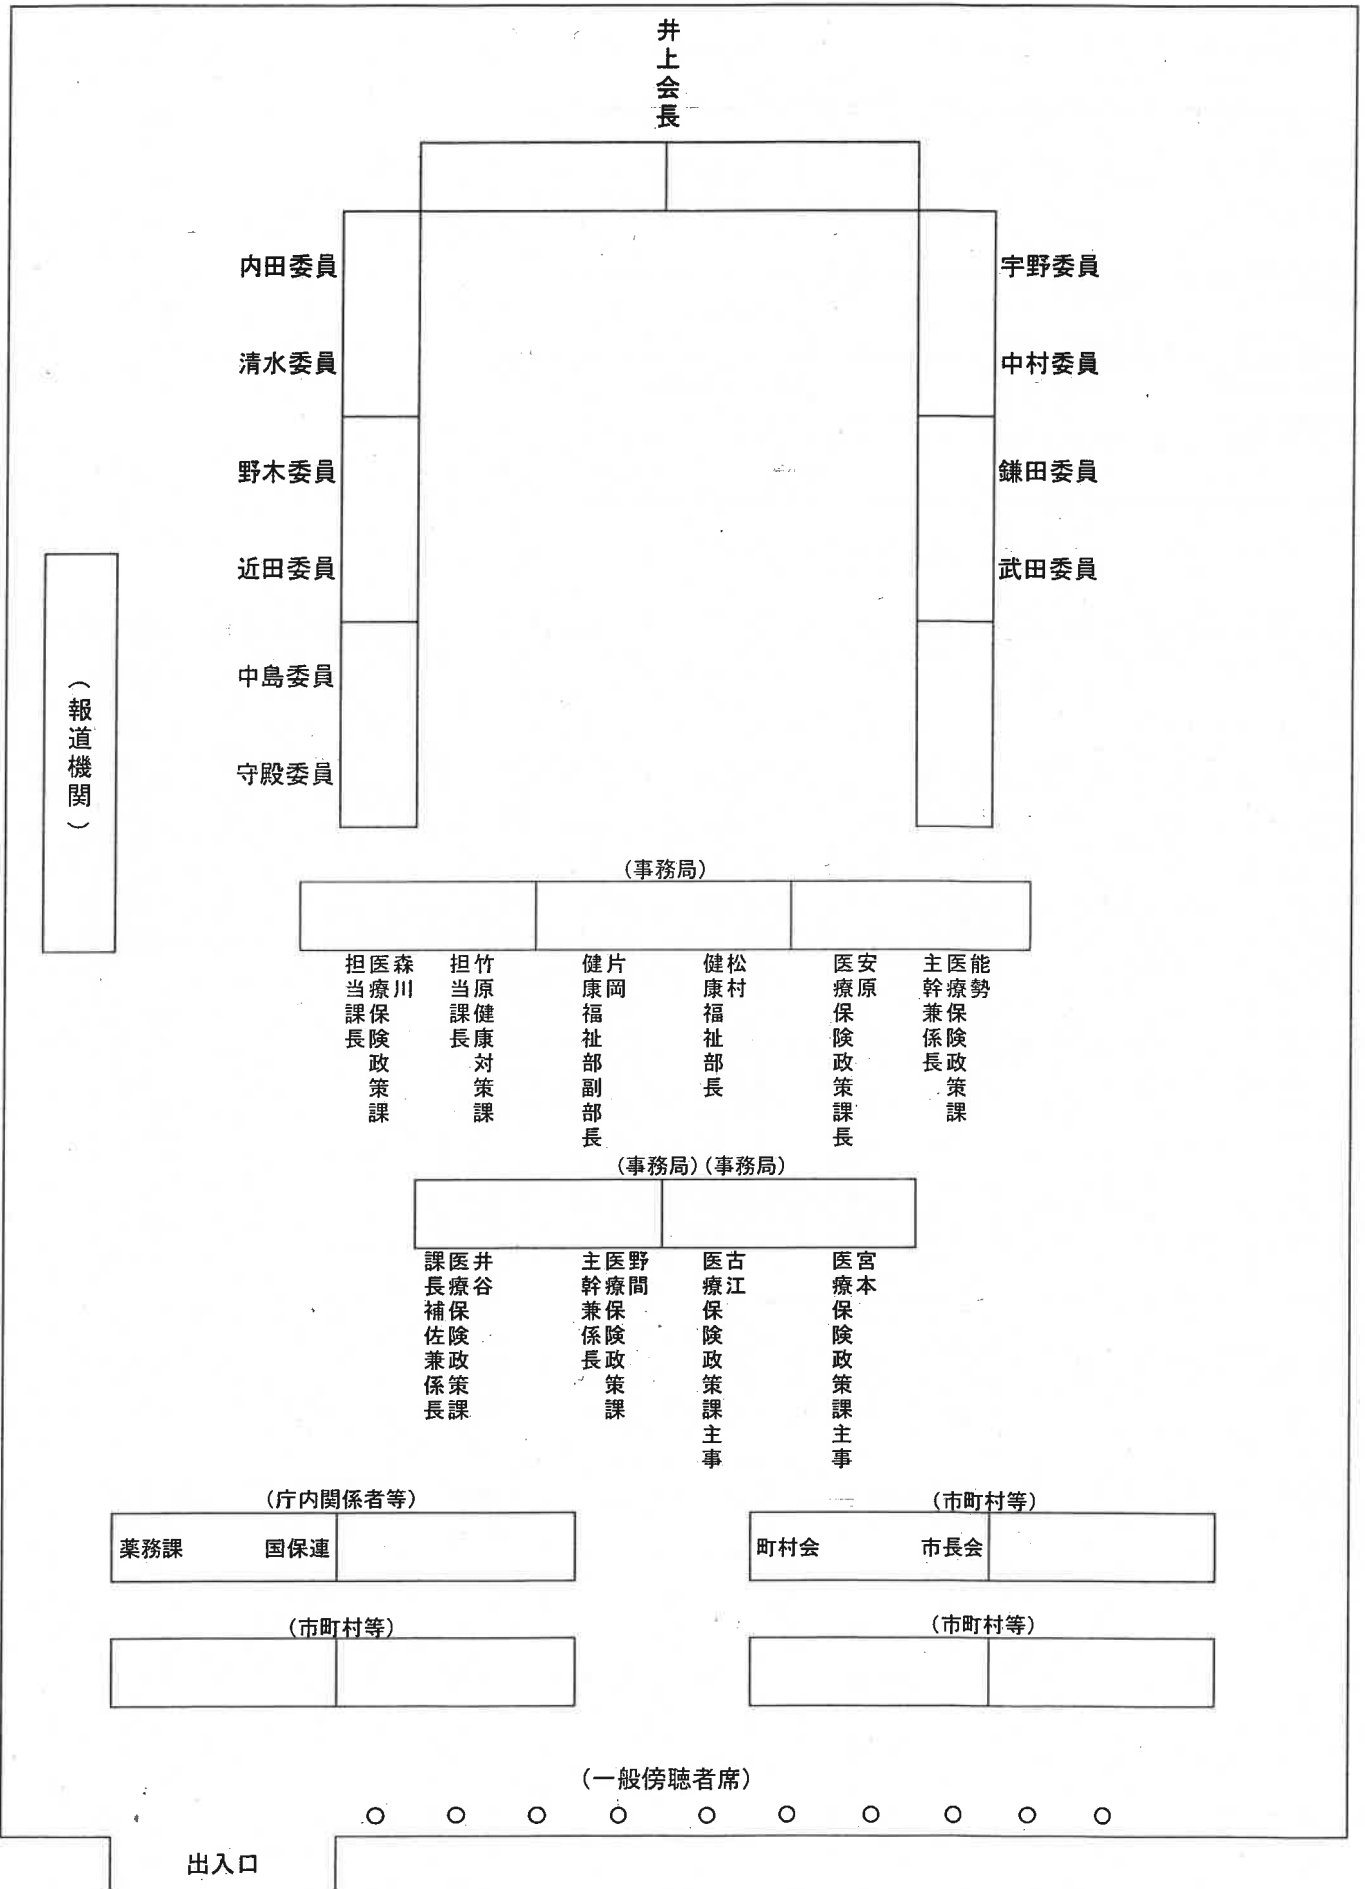 井上会長
内田委員
宇野委員
清水委員
中村委員
野木委員
鎌田委員
近田委員
武田委員
中島委員
守殿委員
（報道機関）
（事務局）
森川
医療保険政策課
担当課長
竹原健康対策課
担当課長
片岡
健康福祉部副部長
松村
健康福祉部長
安原
医療保険政策課長
能勢
医療保険政策課
主幹兼係長
（事務局）（事務局）
井谷
医療保険政策課
課長補佐兼係長
野間
医療保険政策課
主幹兼係長
古江
医療保険政策課主事
宮本
医療保険政策課主事
（庁内関係者等）
（市町村等）
薬務課 国保連
町村会 市長会
（市町村等）
（市町村等）
（一般傍聴者席）
○ ○ ○ ○ ○ ○ ○ ○ ○ ○
出入口